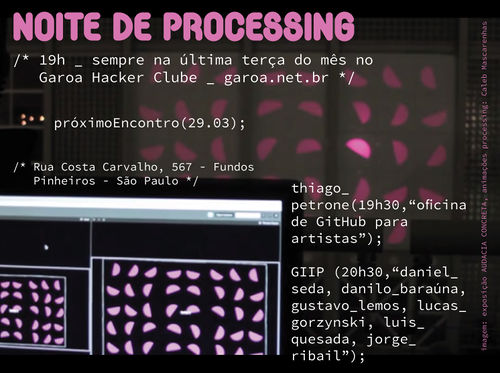 NOITE DE PROCESSING
/* 19h _ sempre na última terça do mês no
Garoa Hacker Clube _ garoa.net.br */
próximoEncontro(29.03);
/* Rua Costa Carvalho, 567 - Fundos
Pinheiros - São Paulo */
thiago_
petrone(19h30,“oficina
de GitHub para
artistas”);
GIIP (20h30,“daniel_
seda, danilo_baraúna,
gustavo_lemos, lucas_
gorzynski, luis_
quesada, jorge_
ribail”);
imagem: exposição AUDACIA CONCRETA, animações processing: Caleb Mascarenhas